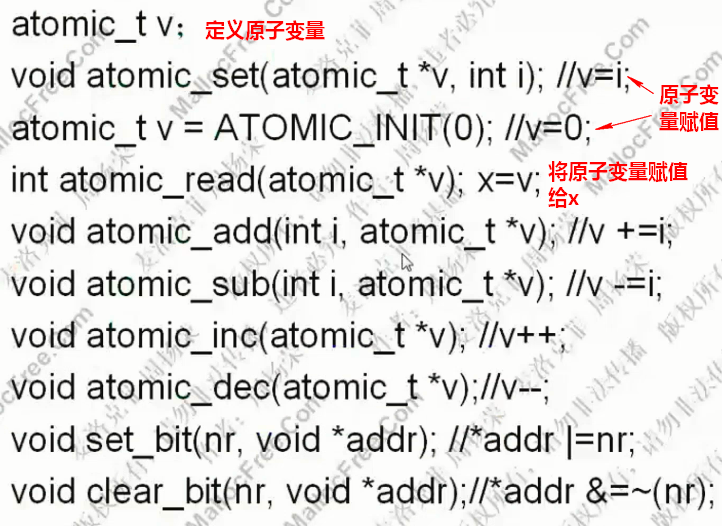 atomic_t v；定义原子变量
void atomic_set(atomic_t *v, int i); //v=i;
原子变
atomic_t v = ATOMIC_INIT(0); //v=0;
量赋值
int atomic_read(atomic_t *v); x=v;
将原子变量赋值
给x
void atomic_add(int i, atomic_t *v); //v +=i;
void atomic_sub(int i, atomic_t *v); //v -=i;
void atomic_inc(atomic_t *v); //v++;
void atomic_dec(atomic_t *v);//v--;
void set_bit(nr, void *addr); //*addr |=nr;
void clear_bit(nr, void *addr);//*addr &=~(nr);
MallocFree.Com